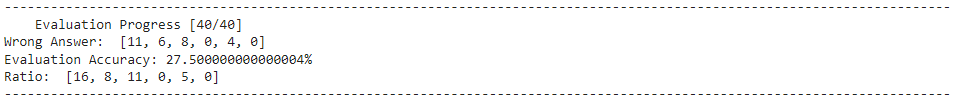 --------------------------------------------------------------------------------------------------------------------------
Evaluation Progress [40/40]
Wrong Answer:  [11, 6, 8, 0, 4, 0]
Evaluation Accuracy: 27.500000000000004%
Ratio:  [16, 8, 11, 0, 5, 0]
--------------------------------------------------------------------------------------------------------------------------